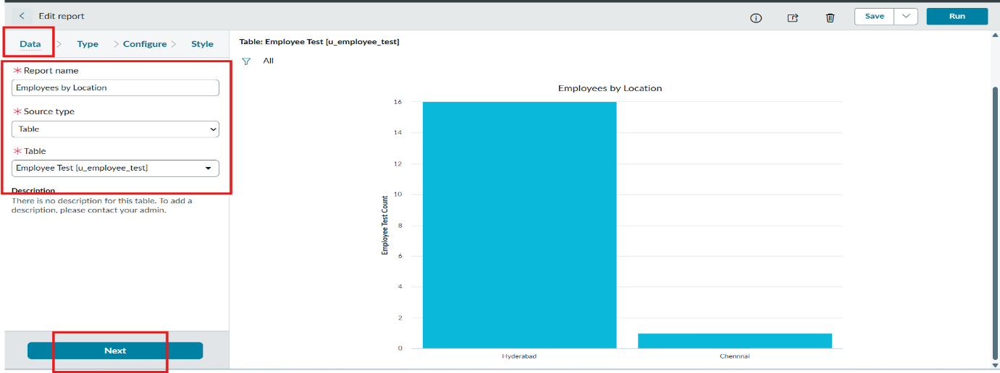 Edit report
Save
Run
Data
Type
Configure
Style
* Report name
Employees by Location
* Source type
Table
* Table
Employee Test [u_employee_test]
Description
There is no description for this table. To add a
description, please contact your admin.
Next
Table: Employee Test [u_employee_test]
All
Employees by Location
Employee Test Count
16
14
12
10
8
6
4
2
0
Hyderabad
Chennnai